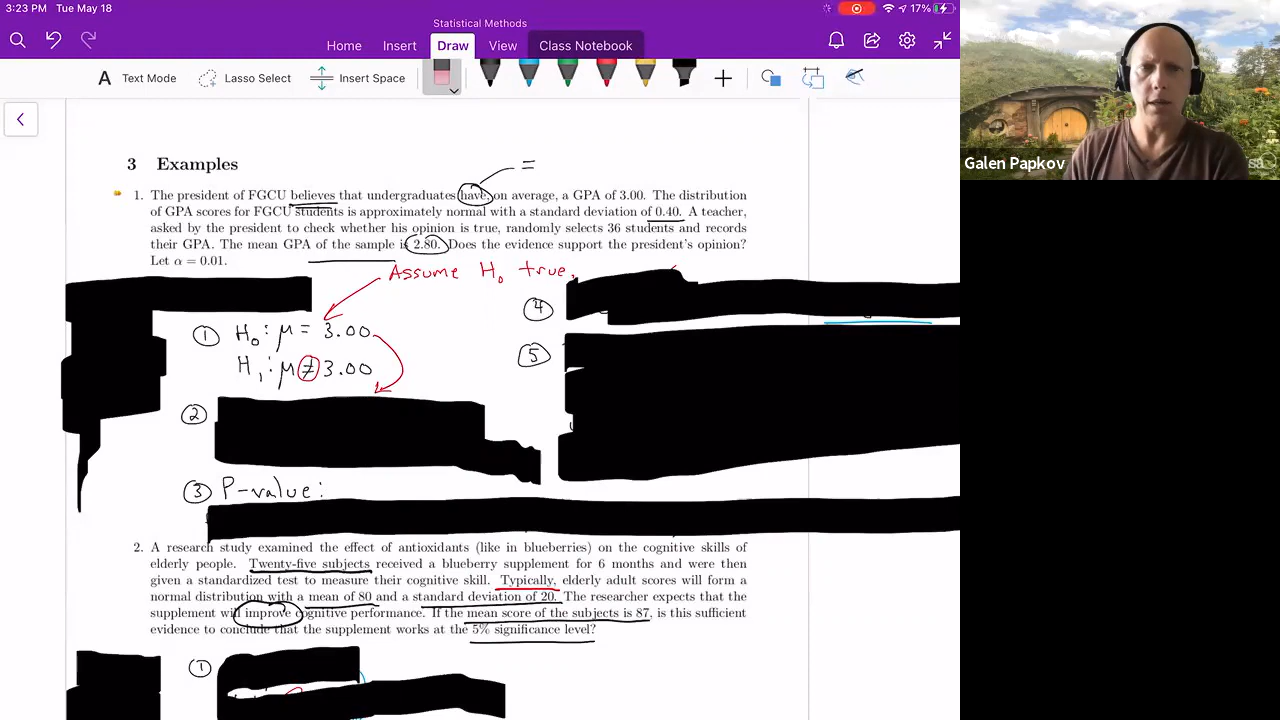 3:23 PM Tue May 18
17%
Statistical Methods
Home Insert Draw View Class Notebook
A Text Mode Lasso Select Insert Space
Galen Papkov
3 Examples
=
1. The president of FGCU believes that undergraduates have, on average, a GPA of 3.00. The distribution
of GPA scores for FGCU students is approximately normal with a standard deviation of 0.40. A teacher,
asked by the president to check whether his opinion is true, randomly selects 36 students and records
their GPA. The mean GPA of the sample is 2.80. Does the evidence support the president's opinion?
Let α = 0.01.
Assume H₀ true.
① H₀: μ = 3.00
H₁: μ ≠ 3.00
②
③ P-value:
④
⑤
2. A research study examined the effect of antioxidants (like in blueberries) on the cognitive skills of
elderly people. Twenty-five subjects received a blueberry supplement for 6 months and were then
given a standardized test to measure their cognitive skill. Typically, elderly adult scores will form a
normal distribution with a mean of 80 and a standard deviation of 20. The researcher expects that the
supplement will improve cognitive performance. If the mean score of the subjects is 87, is this sufficient
evidence to conclude that the supplement works at the 5% significance level?
①